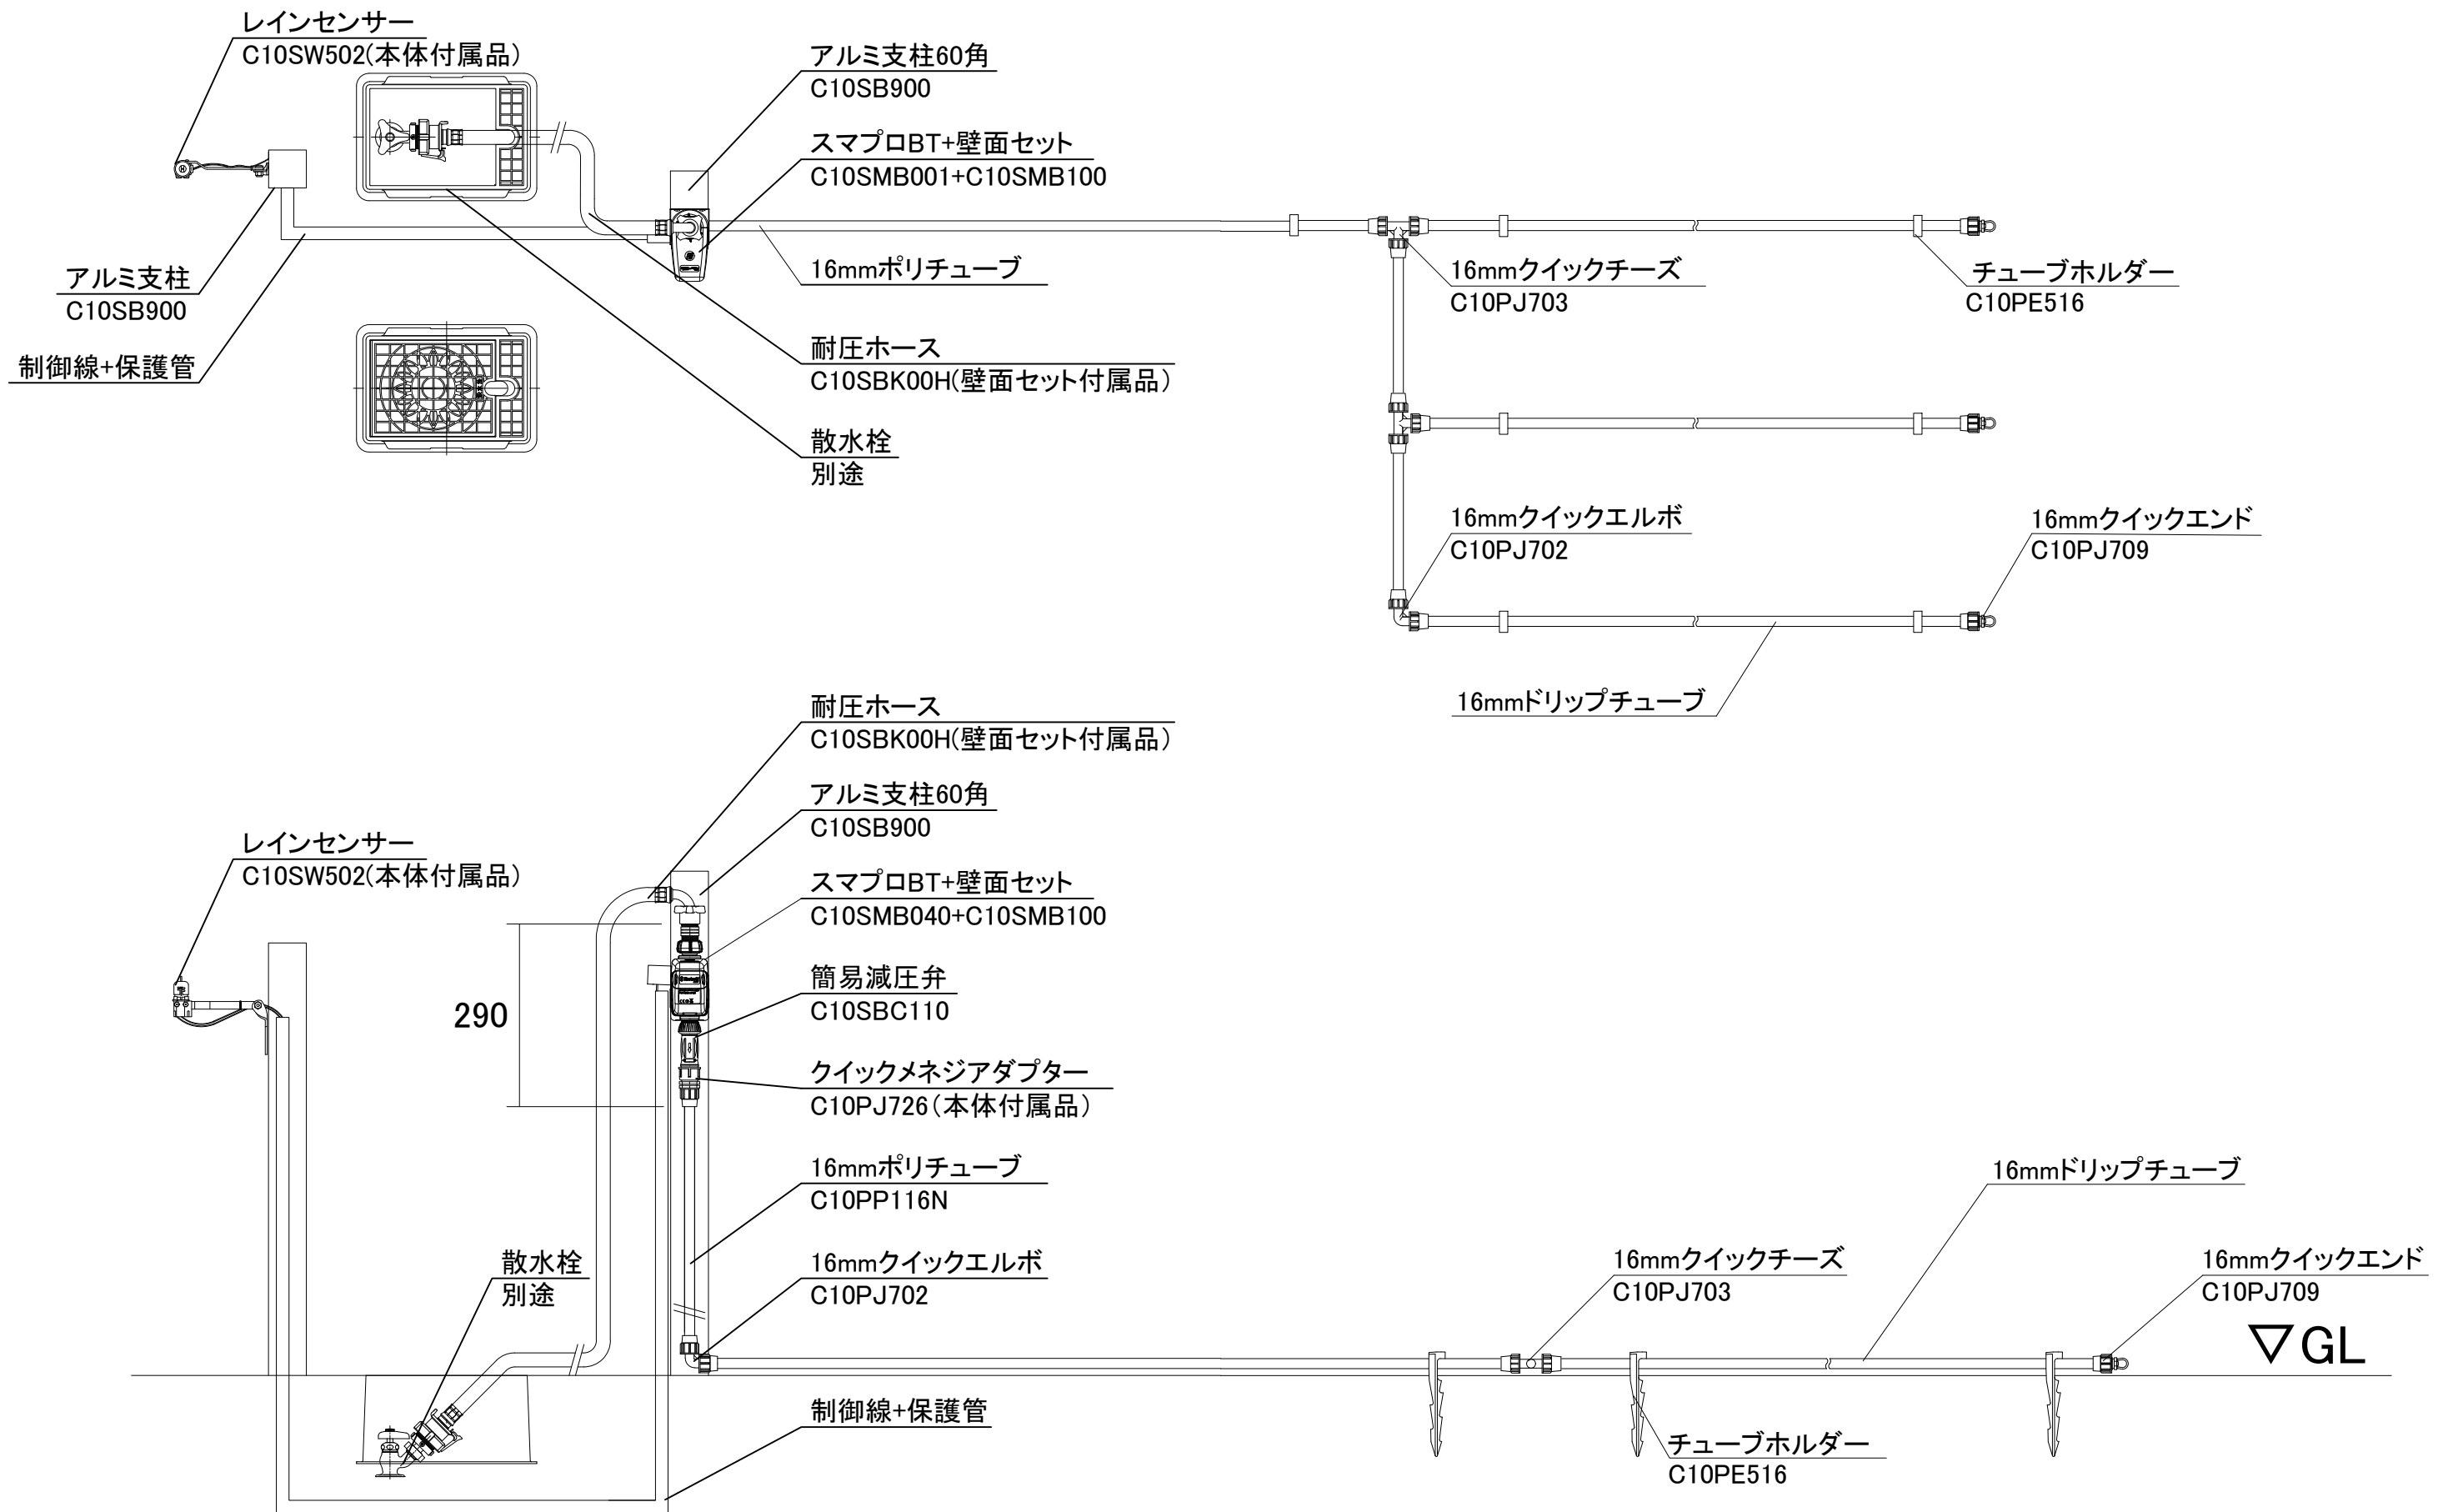 レインセンサー
C10SW502(本体付属品)
アルミ支柱60角
C10SB900
スマプロBT+壁面セット
C10SMB001+C10SMB100
アルミ支柱
C10SB900
16mmポリチューブ
16mmクイックチーズ
C10PJ703
チューブホルダー
C10PE516
制御線+保護管
耐圧ホース
C10SBK00H(壁面セット付属品)
散水栓
別途
16mmクイックエルボ
C10PJ702
16mmクイックエンド
C10PJ709
16mmドリップチューブ
耐圧ホース
C10SBK00H(壁面セット付属品)
アルミ支柱60角
C10SB900
レインセンサー
C10SW502(本体付属品)
スマプロBT+壁面セット
C10SMB040+C10SMB100
290
簡易減圧弁
C10SBC110
クイックメネジアダプター
C10PJ726(本体付属品)
16mmポリチューブ
C10PP116N
16mmドリップチューブ
散水栓
別途
16mmクイックエルボ
C10PJ702
16mmクイックチーズ
C10PJ703
16mmクイックエンド
C10PJ709
▽GL
制御線+保護管
チューブホルダー
C10PE516